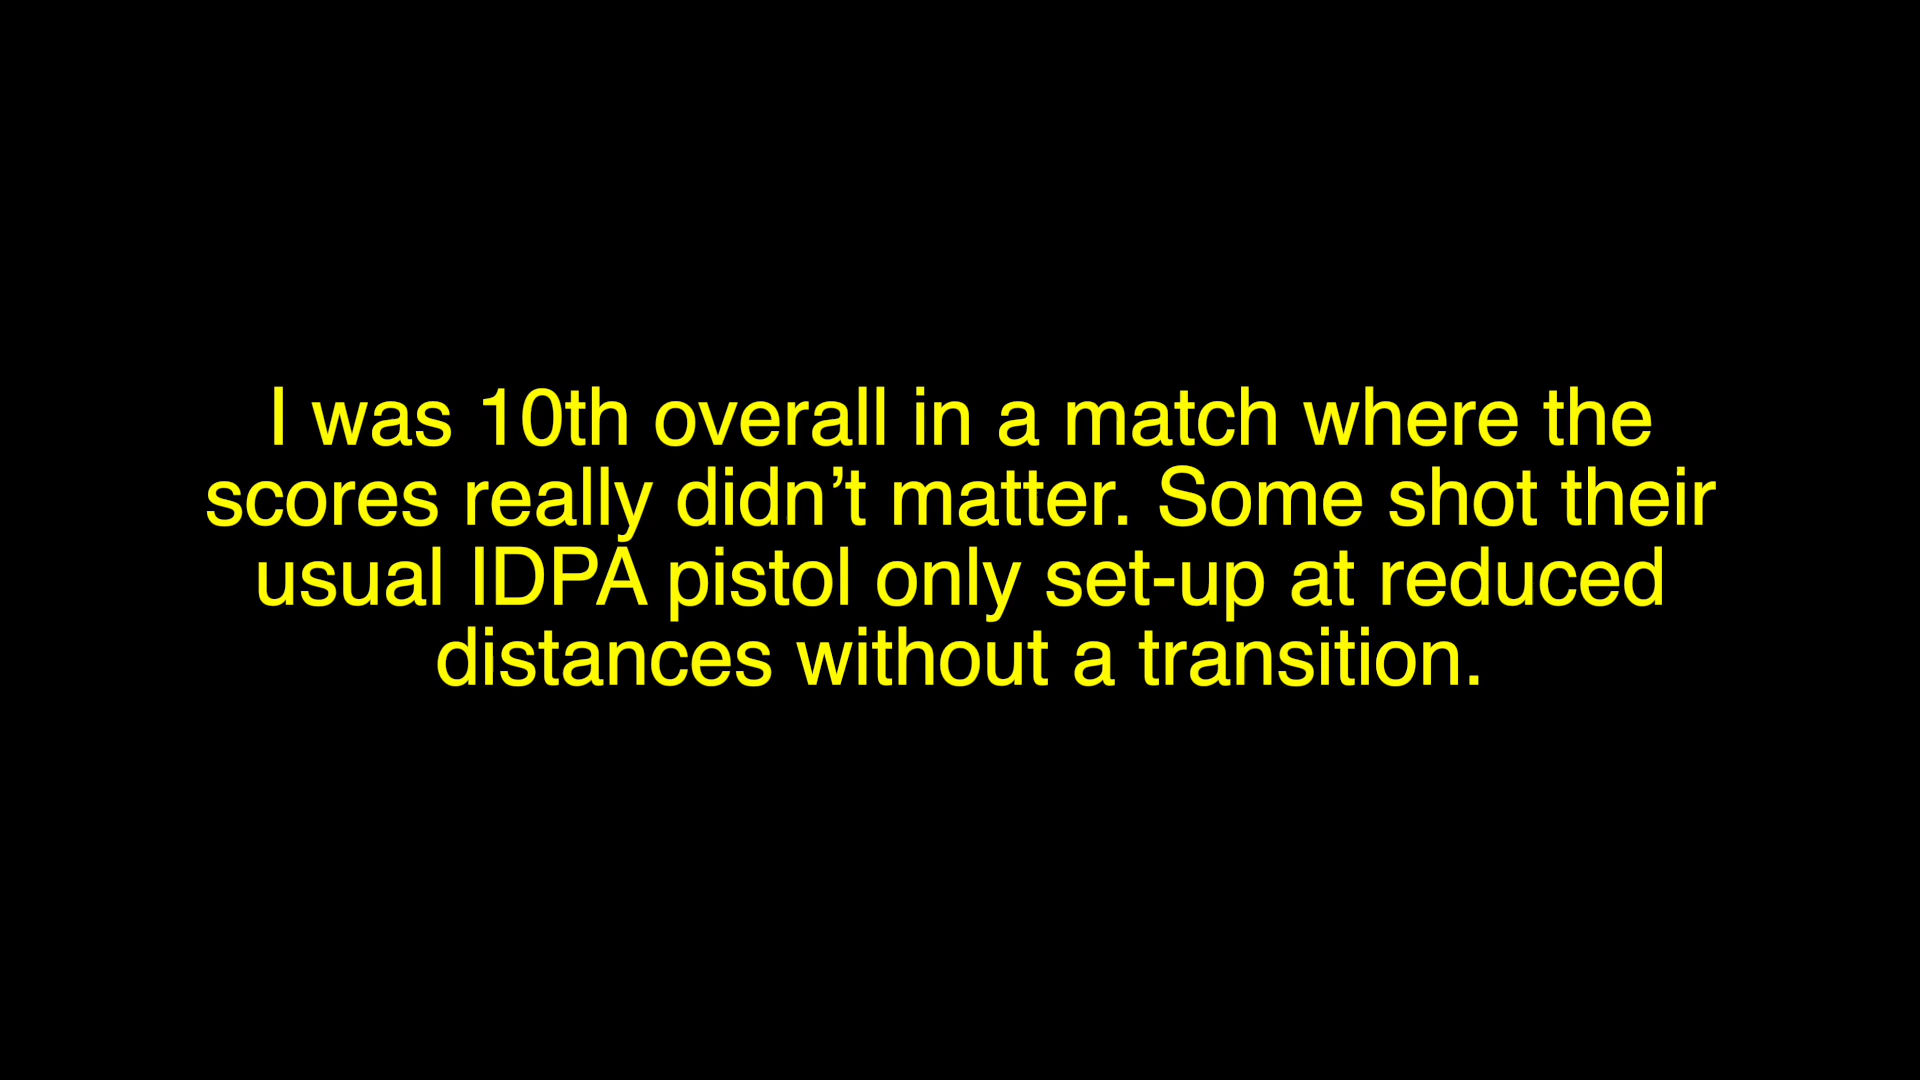 I was 10th overall in a match where the
scores really didn’t matter. Some shot their
usual IDPA pistol only set-up at reduced
distances without a transition.